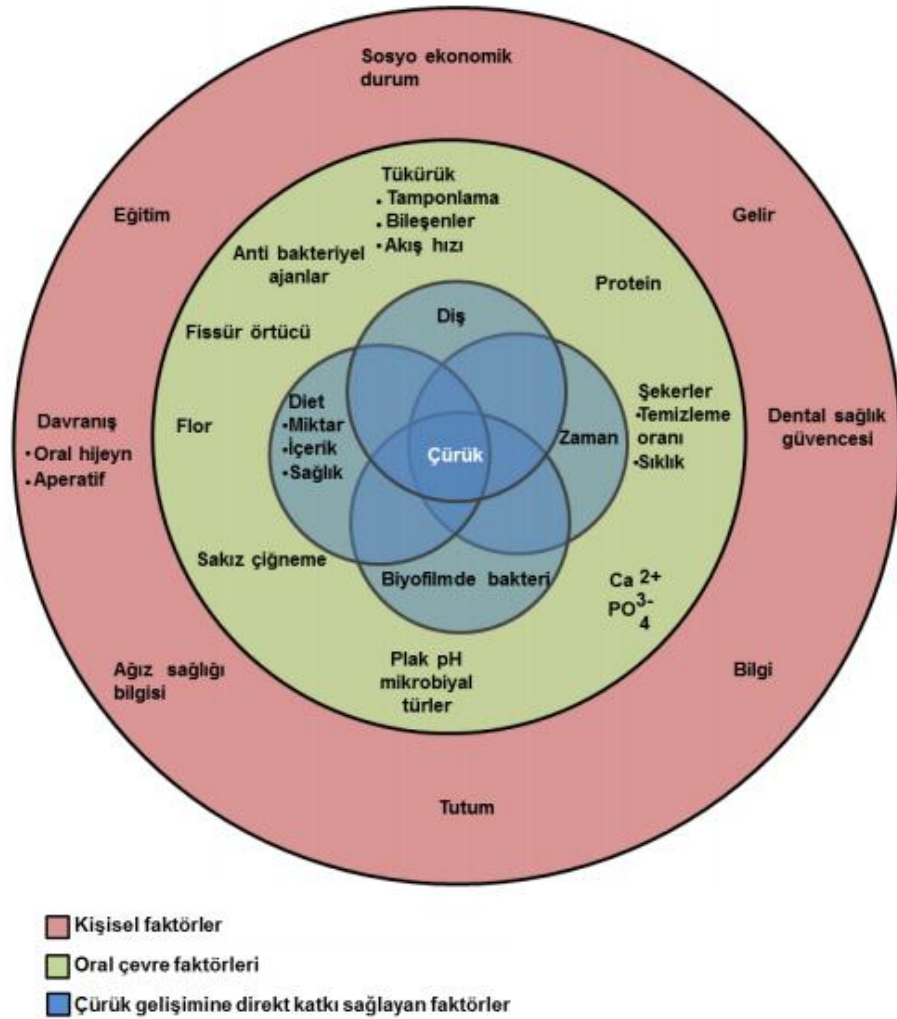 Sosyo ekonomik
durum
Eğitim
Gelir
Tükürük
• Tamponlama
• Bileşenler
• Akış hızı
Anti bakteriyel
ajanlar
Protein
Fissür örtücü
Diş
Davranış
• Oral hijeyn
• Aperatif
Flor
Diet
•Miktar
•İçerik
•Sağlık
Çürük
Zaman
Şekerler
•Temizleme
oranı
•Sıklık
Dental sağlık
güvencesi
Sakız çiğneme
Biyofilmde bakteri
Ca 2+
PO 3-
4
Ağız sağlığı
bilgisi
Plak pH
mikrobiyal
türler
Bilgi
Tutum
Kişisel faktörler
Oral çevre faktörleri
Çürük gelişimine direkt katkı sağlayan faktörler